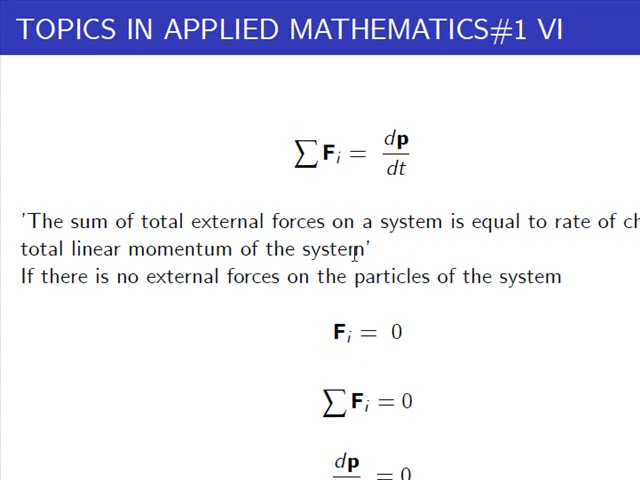 TOPICS IN APPLIED MATHEMATICS#1 VI
∑ F_i = dp/dt
'The sum of total external forces on a system is equal to rate of ch
total linear momentum of the system'
If there is no external forces on the particles of the system
F_i = 0
∑ F_i = 0
dp = 0